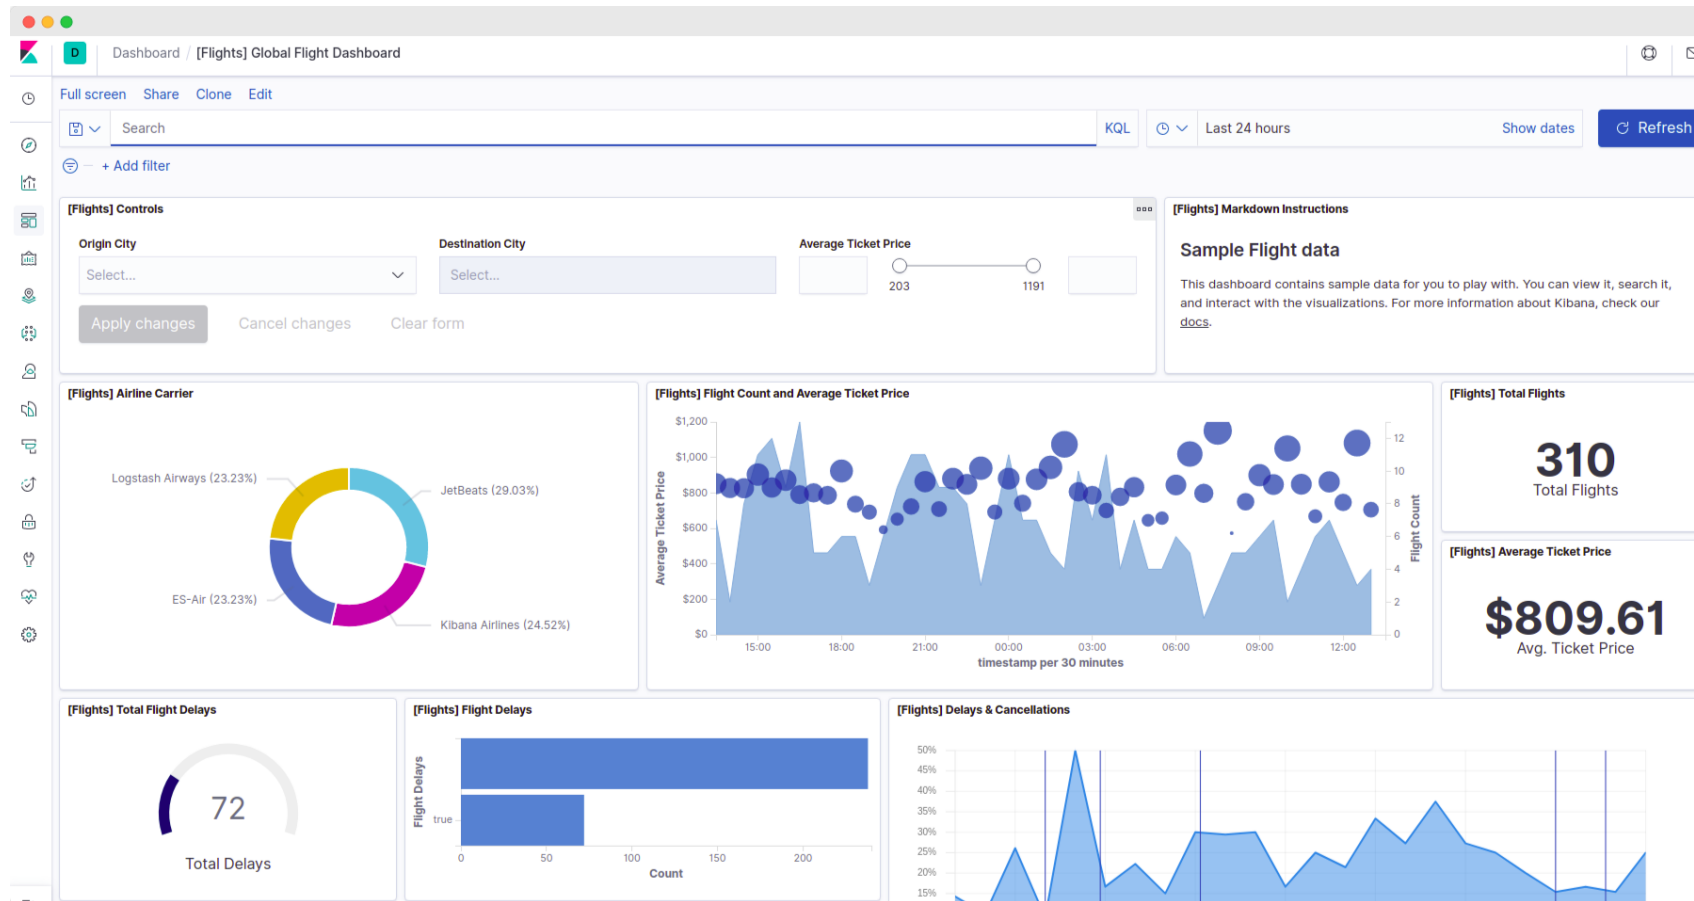 D
Dashboard / [Flights] Global Flight Dashboard
Full screen Share Clone Edit
Search KQL Last 24 hours Show dates Refresh
+ Add filter
[Flights] Controls
Origin City Destination City Average Ticket Price
Select... Select...
203 1191
Apply changes Cancel changes Clear form
[Flights] Markdown Instructions
Sample Flight data
This dashboard contains sample data for you to play with. You can view it, search it,
and interact with the visualizations. For more information about Kibana, check our
docs.
[Flights] Airline Carrier
Logstash Airways (23.23%)
JetBeats (29.03%)
ES-Air (23.23%)
Kibana Airlines (24.52%)
[Flights] Flight Count and Average Ticket Price
Average Ticket Price
$1,200
$1,000
$800
$600
$400
$200
$0
12
10
8
6
4
2
0
Flight Count
15:00 18:00 21:00 00:00 03:00 06:00 09:00 12:00
timestamp per 30 minutes
[Flights] Total Flights
310
Total Flights
[Flights] Average Ticket Price
$809.61
Avg. Ticket Price
[Flights] Total Flight Delays
72
Total Delays
[Flights] Flight Delays
Flight Delays
true
0 50 100 150 200
Count
[Flights] Delays & Cancellations
50%
45%
40%
35%
30%
25%
20%
15%